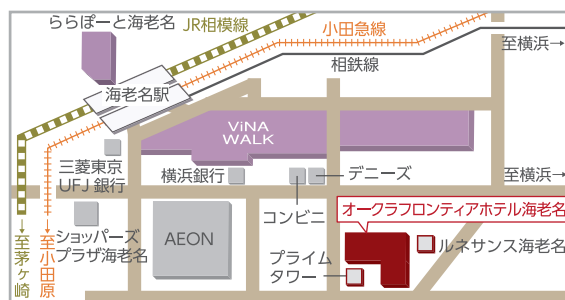 ららぽーと海老名
JR相模線
小田急線
至横浜→
相鉄線
海老名駅
ViNA
WALK
三菱東京
UFJ 銀行
横浜銀行
デニーズ
至横浜→
コンビニ
オークラフロンティアホテル海老名
ショッパーズ
プラザ海老名
AEON
ルネサンス海老名
プライム
タワー
←至茅ヶ崎
←至小田原